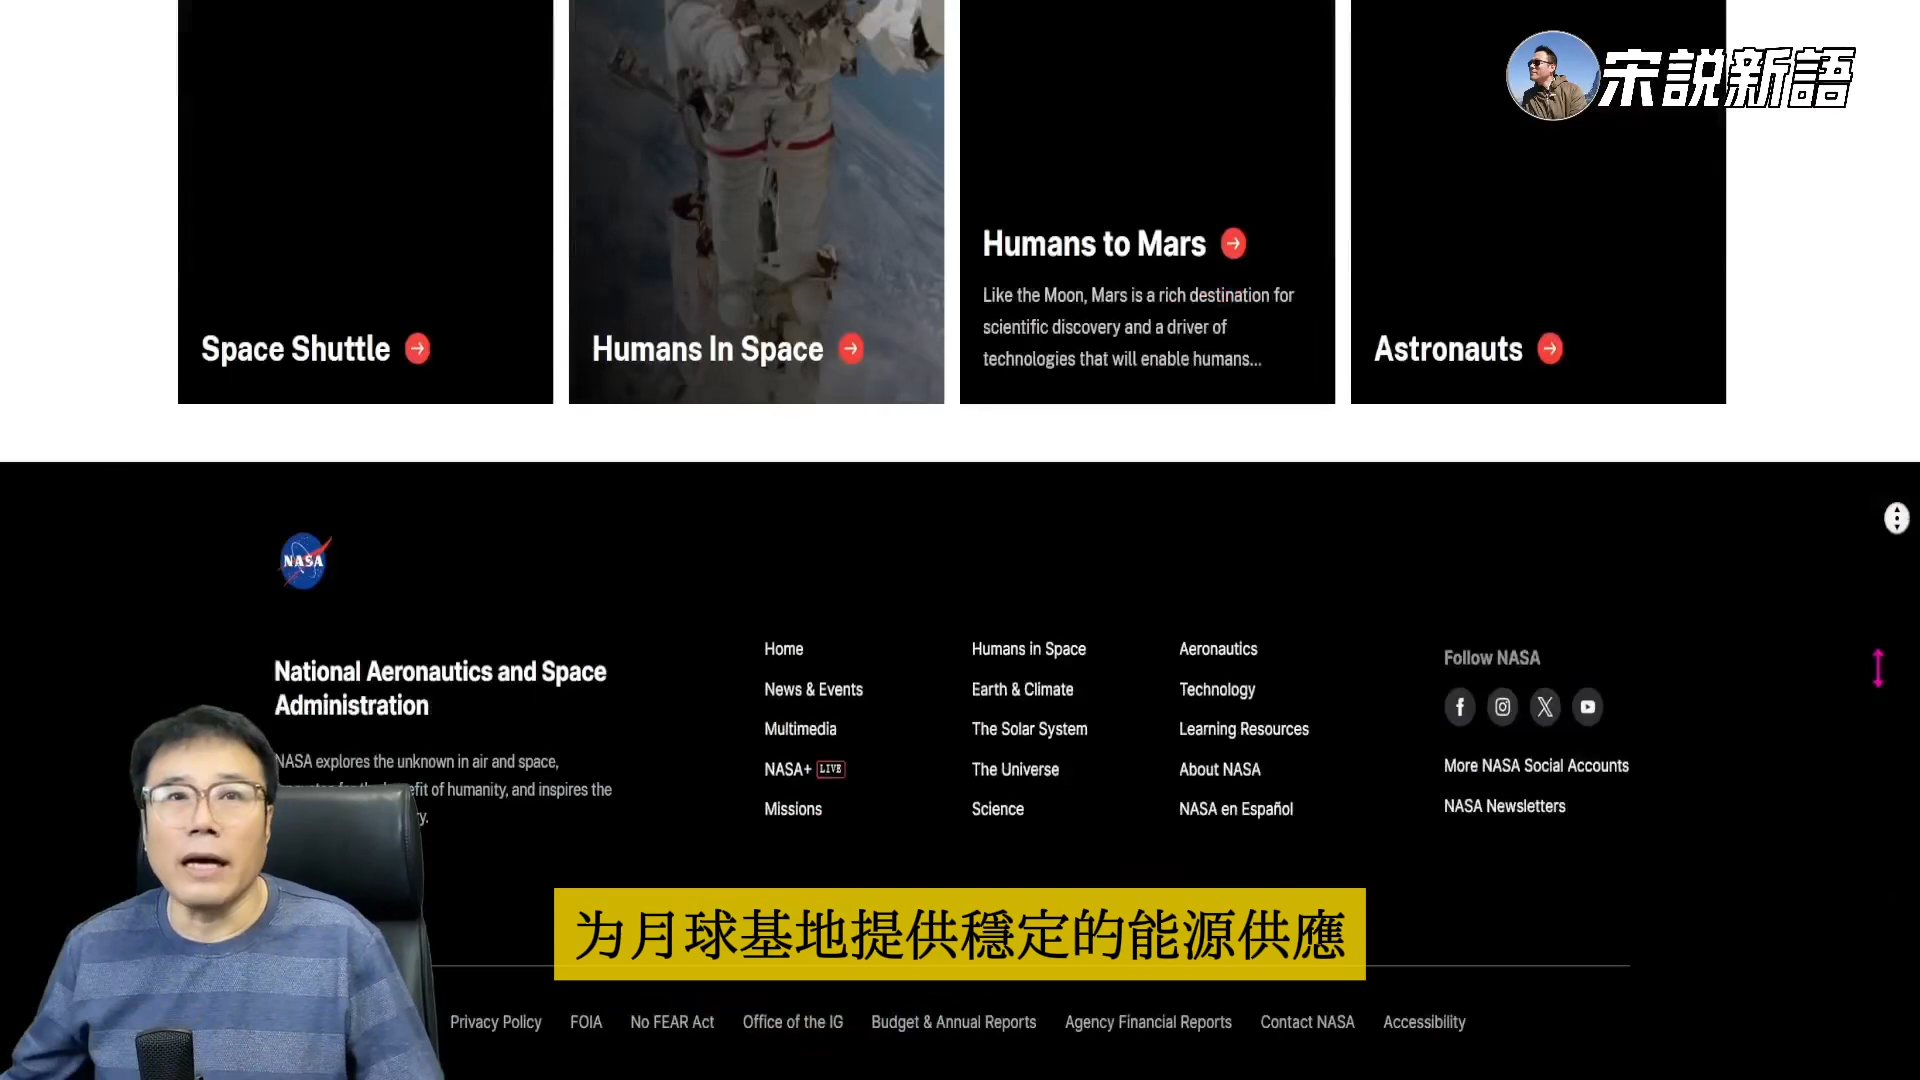 宋説新語
Space Shuttle
Humans In Space
Humans to Mars
Like the Moon, Mars is a rich destination for
scientific discovery and a driver of
technologies that will enable humans...
Astronauts
NASA
National Aeronautics and Space
Administration
NASA explores the unknown in air and space,
fit of humanity, and inspires the
ry.
Home
News & Events
Multimedia
NASA+ LIVE
Missions
Humans in Space
Earth & Climate
The Solar System
The Universe
Science
Aeronautics
Technology
Learning Resources
About NASA
NASA en Español
Follow NASA
More NASA Social Accounts
NASA Newsletters
为月球基地提供穩定的能源供應
Privacy Policy FOIA No FEAR Act Office of the IG Budget & Annual Reports Agency Financial Reports Contact NASA Accessibility